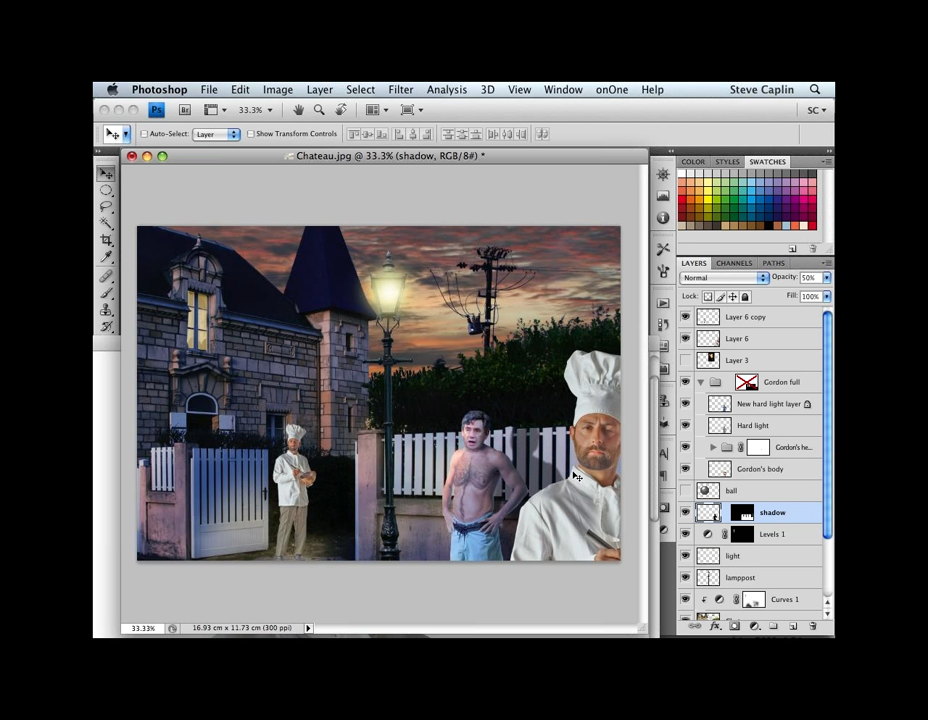 Photoshop File Edit Image Layer Select Filter Analysis 3D View Window onOne Help Steve Caplin
Ps Br 33.3% SC
Auto-Select: Layer Show Transform Controls
Chateau.jpg @ 33.3% (shadow, RGB/8#) *
COLOR STYLES SWATCHES
LAYERS CHANNELS PATHS
Normal Opacity: 50%
Lock: Fill: 100%
Layer 6 copy
Layer 6
Layer 3
Gordon full
New hard light layer
Hard light
Gordon's he...
Gordon's body
ball
shadow
Levels 1
light
lamppost
Curves 1
fx
33.33% 16.93 cm x 11.73 cm (300 ppi)